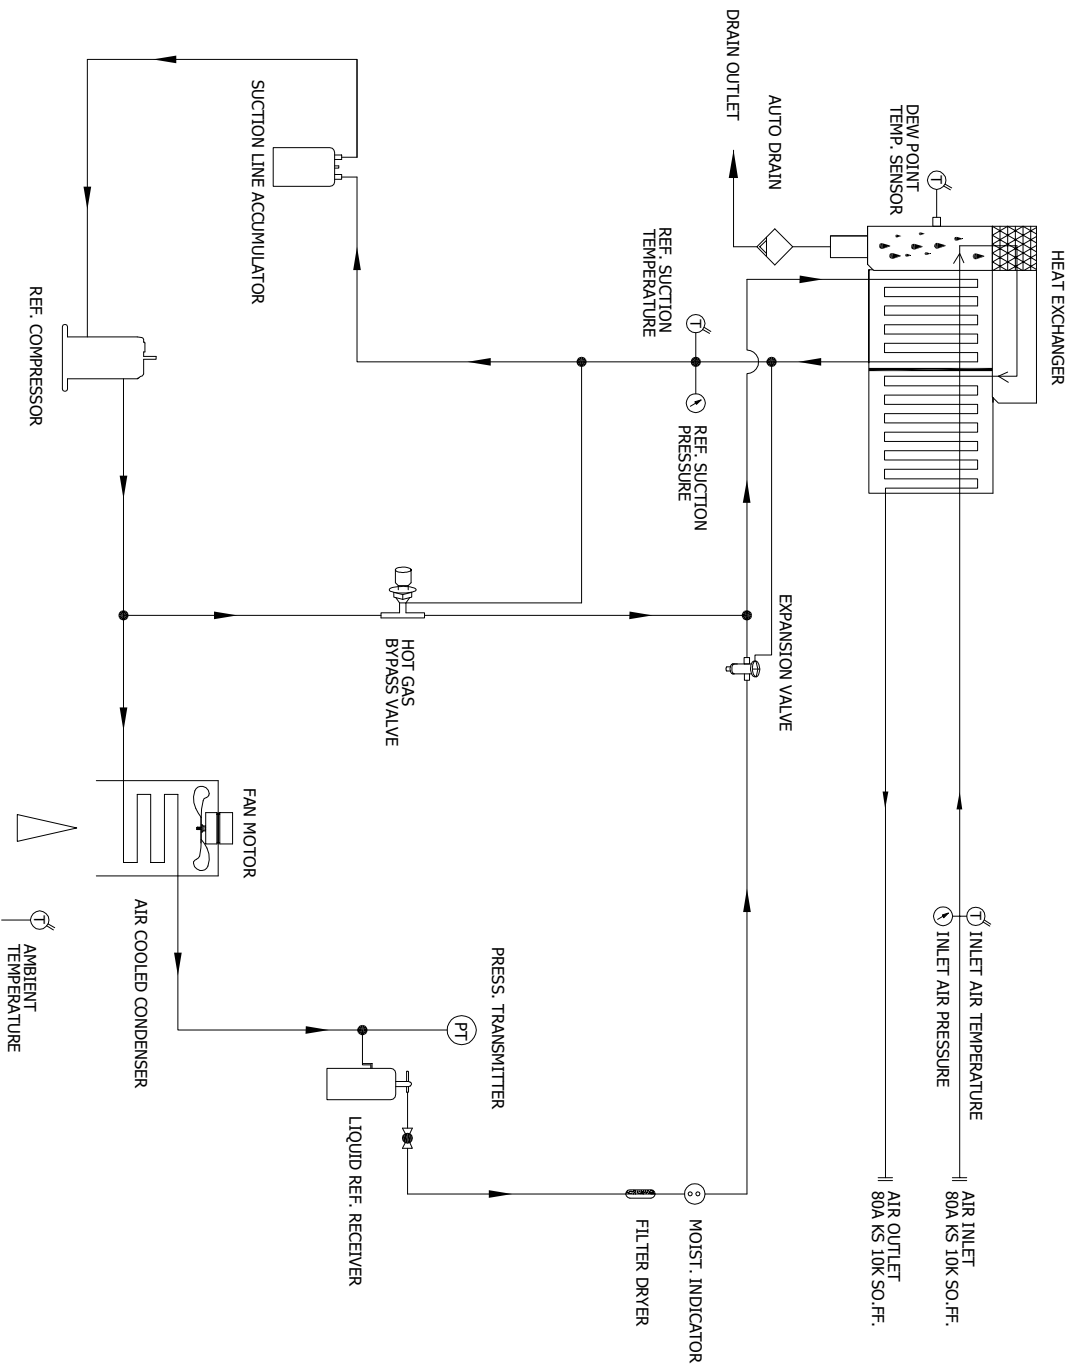 HEAT EXCHANGER
DEW POINT
TEMP. SENSOR
T
AUTO DRAIN
DRAIN OUTLET
T
INLET AIR TEMPERATURE
INLET AIR PRESSURE
AIR INLET
80A KS 10K SO.FF.
AIR OUTLET
80A KS 10K SO.FF.
EXPANSION VALVE
REF. SUCTION
TEMPERATURE
T
REF. SUCTION
PRESSURE
MOIST. INDICATOR
FILTER DRYER
HOT GAS
BYPASS VALVE
PRESS. TRANSMITTER
PT
LIQUID REF. RECEIVER
SUCTION LINE ACCUMULATOR
FAN MOTOR
AIR COOLED CONDENSER
REF. COMPRESSOR
T
AMBIENT
TEMPERATURE